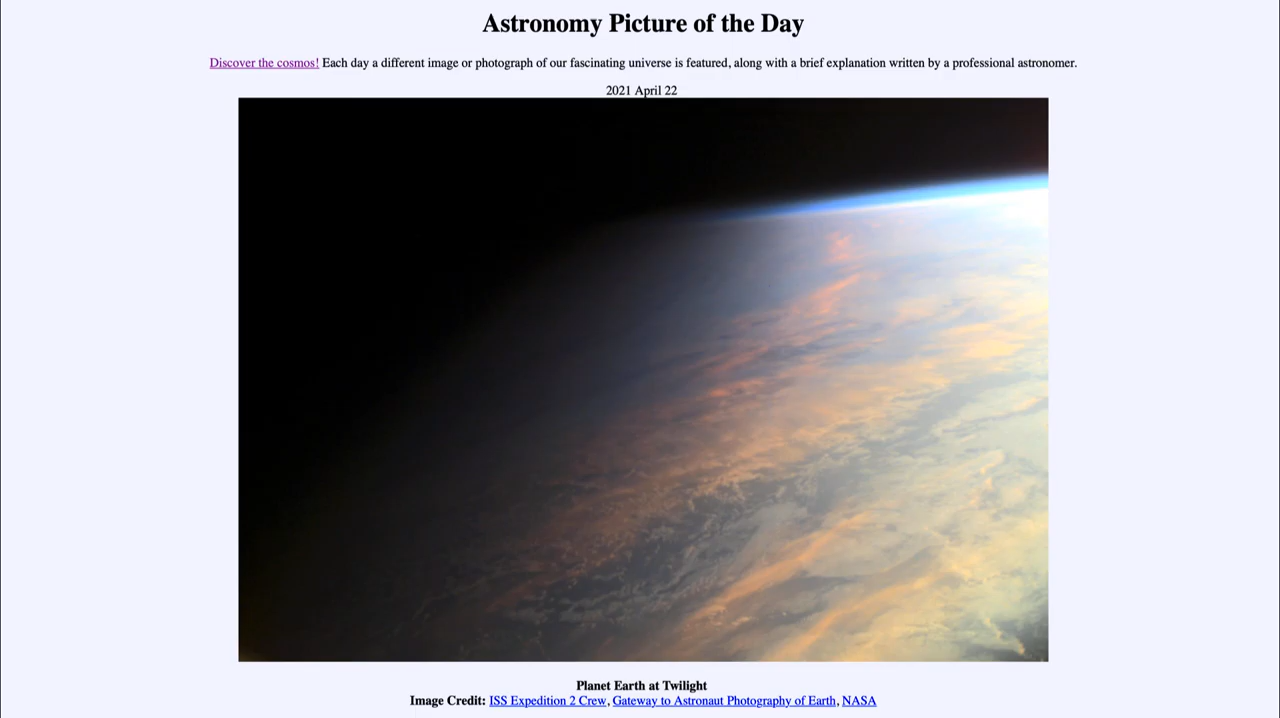 Astronomy Picture of the Day
Discover the cosmos! Each day a different image or photograph of our fascinating universe is featured, along with a brief explanation written by a professional astronomer.
2021 April 22
Planet Earth at Twilight
Image Credit: ISS Expedition 2 Crew, Gateway to Astronaut Photography of Earth, NASA